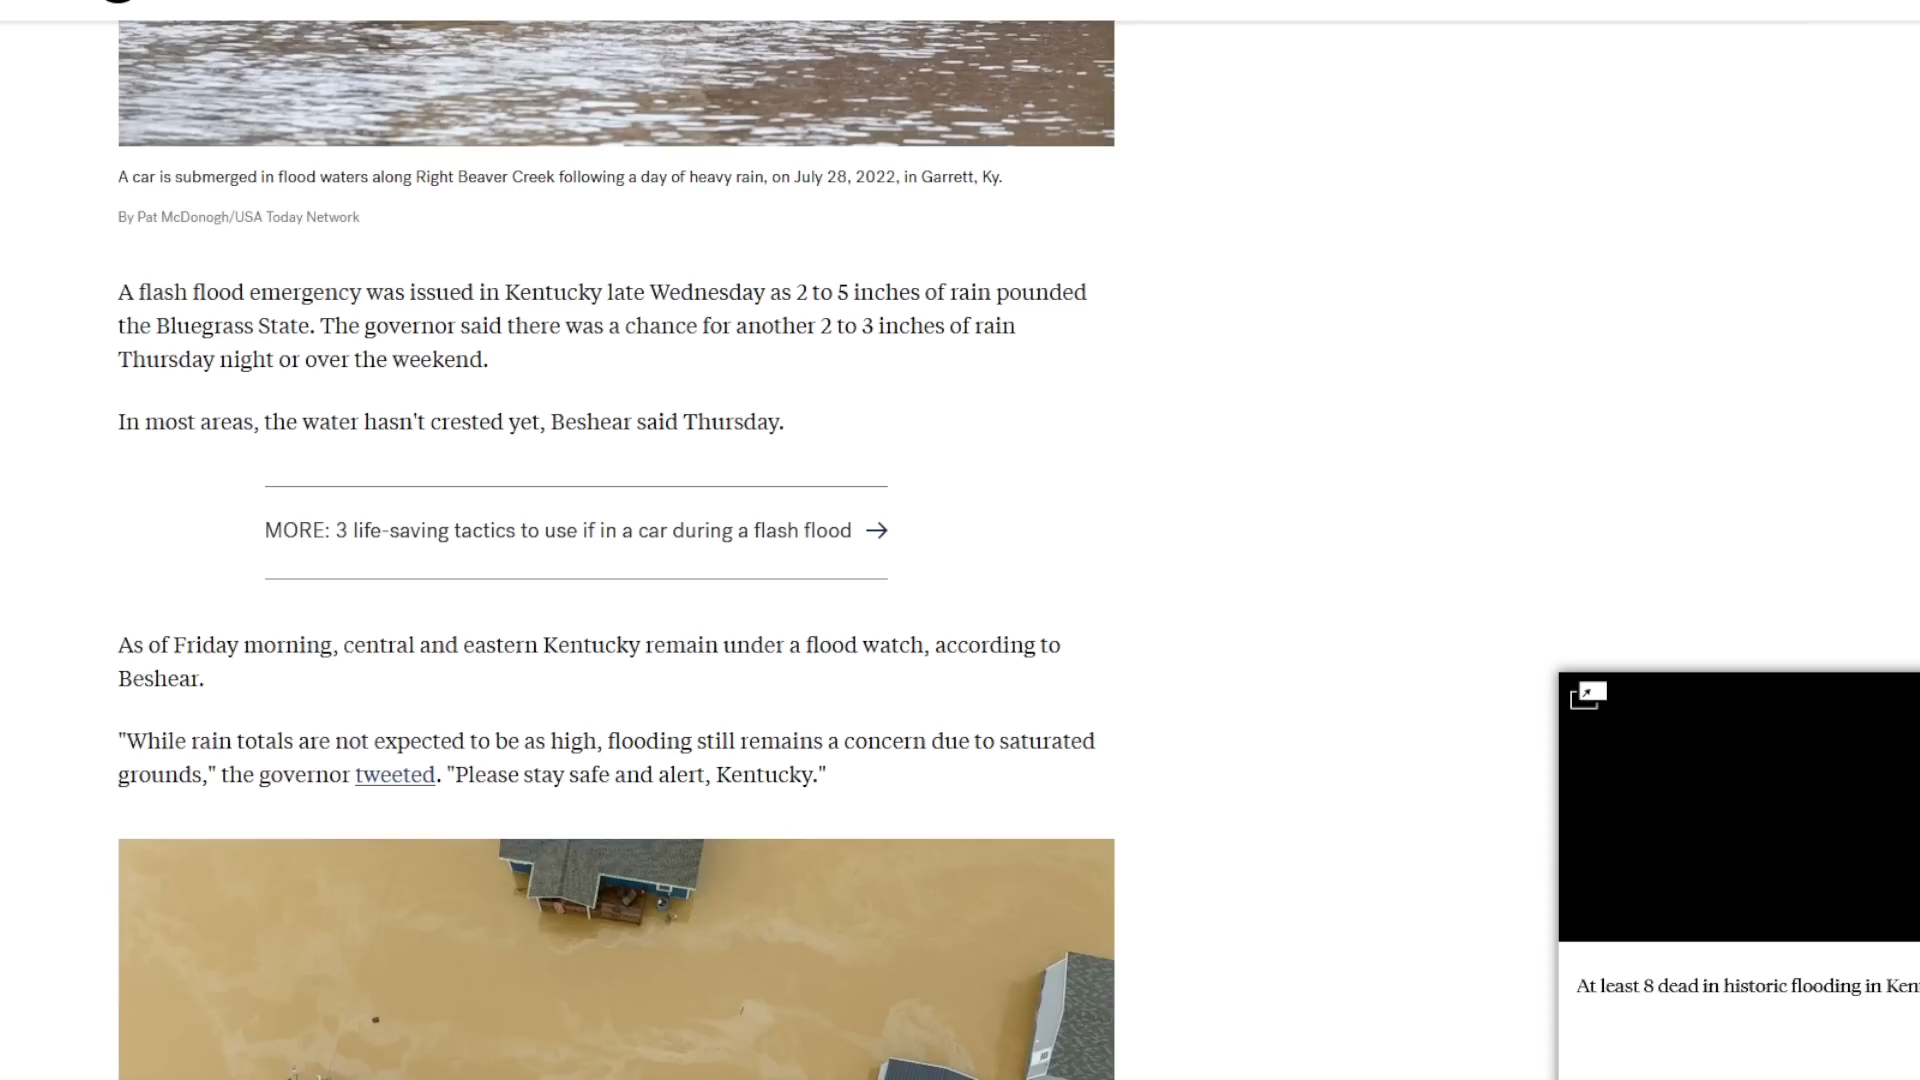 A car is submerged in flood waters along Right Beaver Creek following a day of heavy rain, on July 28, 2022, in Garrett, Ky.
By Pat McDonogh/USA Today Network
A flash flood emergency was issued in Kentucky late Wednesday as 2 to 5 inches of rain pounded
the Bluegrass State. The governor said there was a chance for another 2 to 3 inches of rain
Thursday night or over the weekend.
In most areas, the water hasn't crested yet, Beshear said Thursday.
MORE: 3 life-saving tactics to use if in a car during a flash flood →
As of Friday morning, central and eastern Kentucky remain under a flood watch, according to
Beshear.
"While rain totals are not expected to be as high, flooding still remains a concern due to saturated
grounds," the governor tweeted. "Please stay safe and alert, Kentucky."
At least 8 dead in historic flooding in Ken